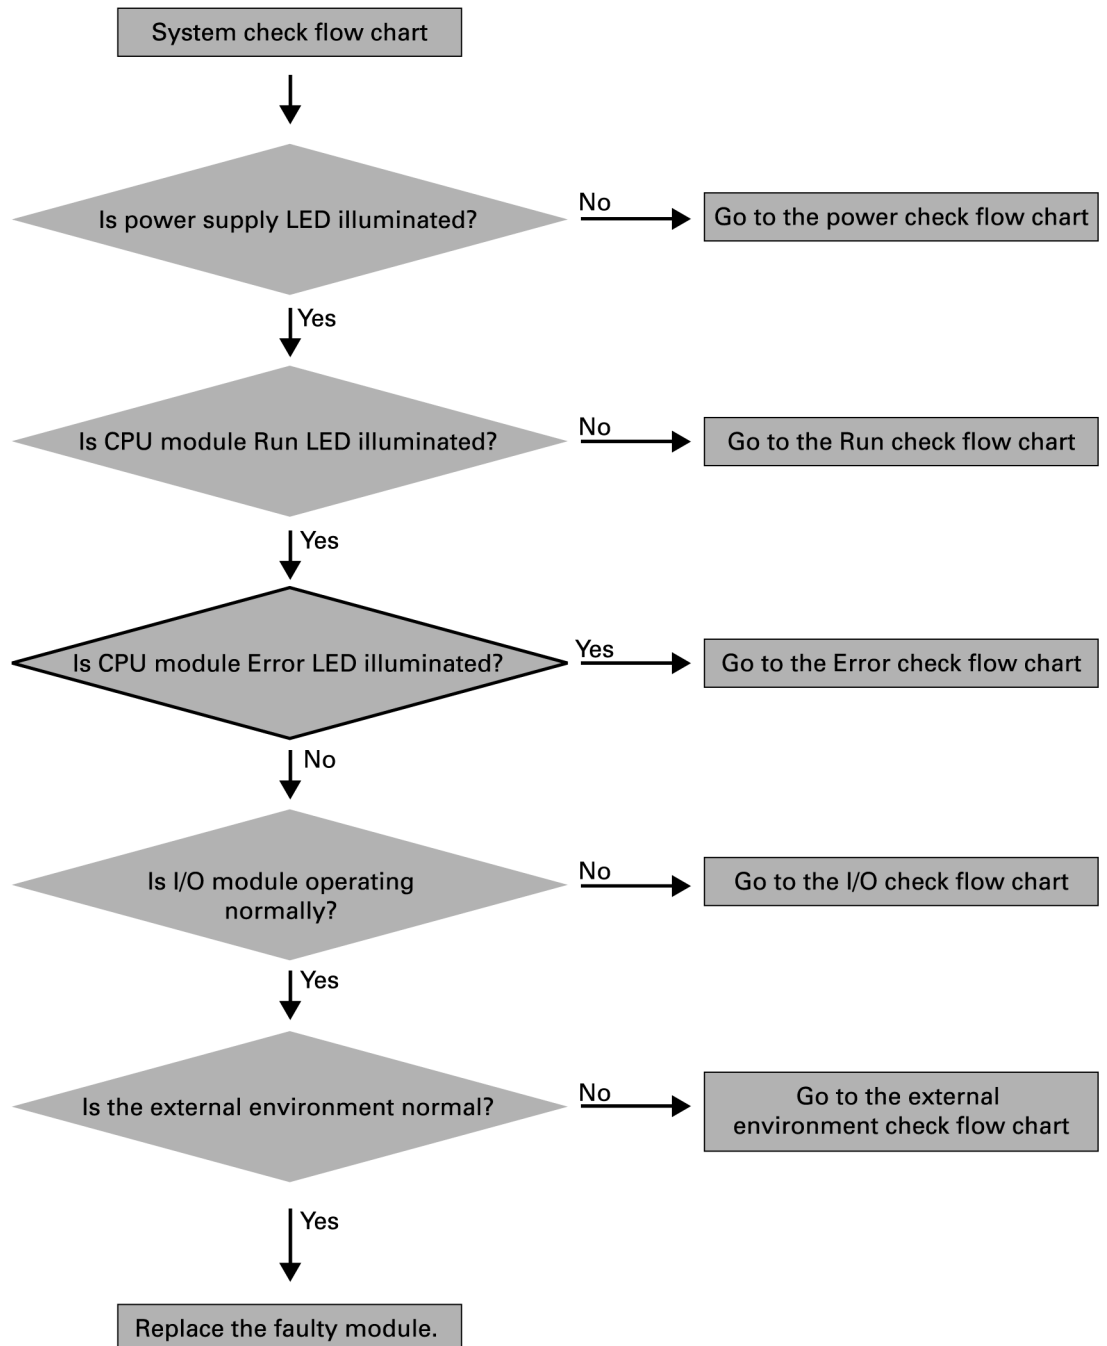 System check flow chart
Is power supply LED illuminated?
No
Go to the power check flow chart
Yes
Is CPU module Run LED illuminated?
No
Go to the Run check flow chart
Yes
Is CPU module Error LED illuminated?
Yes
Go to the Error check flow chart
No
Is I/O module operating
normally?
No
Go to the I/O check flow chart
Yes
Is the external environment normal?
No
Go to the external
environment check flow chart
Yes
Replace the faulty module.